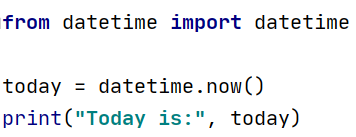 from datetime import datetime
today = datetime.now()
print("Today is:", today)